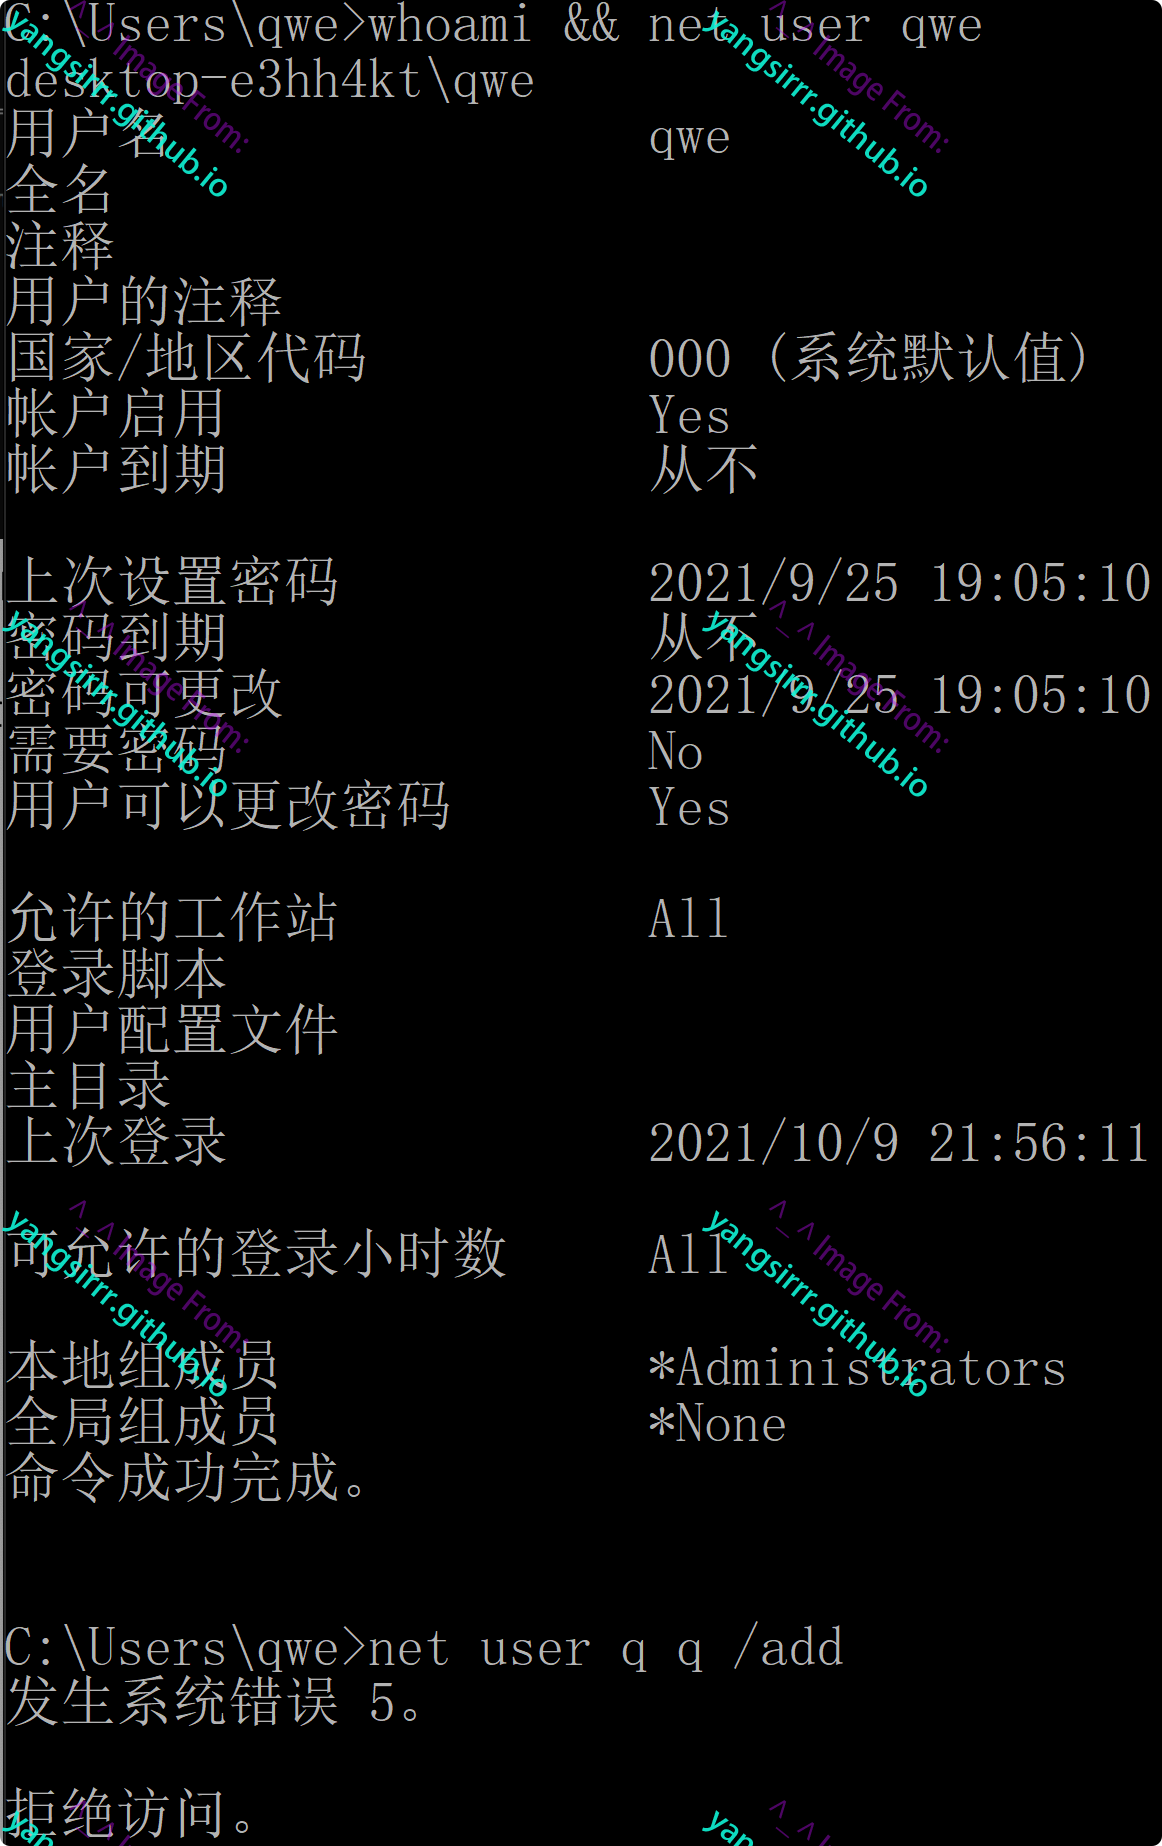 C:\Users\qwe>whoami && net user qwe
desktop-e3hh4kt\qwe
用户名 qwe
全名
注释
用户的注释
国家/地区代码 000 (系统默认值)
帐户启用 Yes
帐户到期 从不
上次设置密码 2021/9/25 19:05:10
密码到期 从不
密码可更改 2021/9/25 19:05:10
需要密码 No
用户可以更改密码 Yes
允许的工作站 All
登录脚本
用户配置文件
主目录
上次登录 2021/10/9 21:56:11
可允许的登录小时数 All
本地组成员 *Administrators
全局组成员 *None
命令成功完成。
C:\Users\qwe>net user q q /add
发生系统错误 5。
拒绝访问。
^_^ Image From:
yangsirrr.github.io
^_^ Image From:
yangsirrr.github.io
^_^ Image From:
yangsirrr.github.io
^_^ Image From:
yangsirrr.github.io
^_^ Image From:
yangsirrr.github.io
^_^ Image From:
yangsirrr.github.io